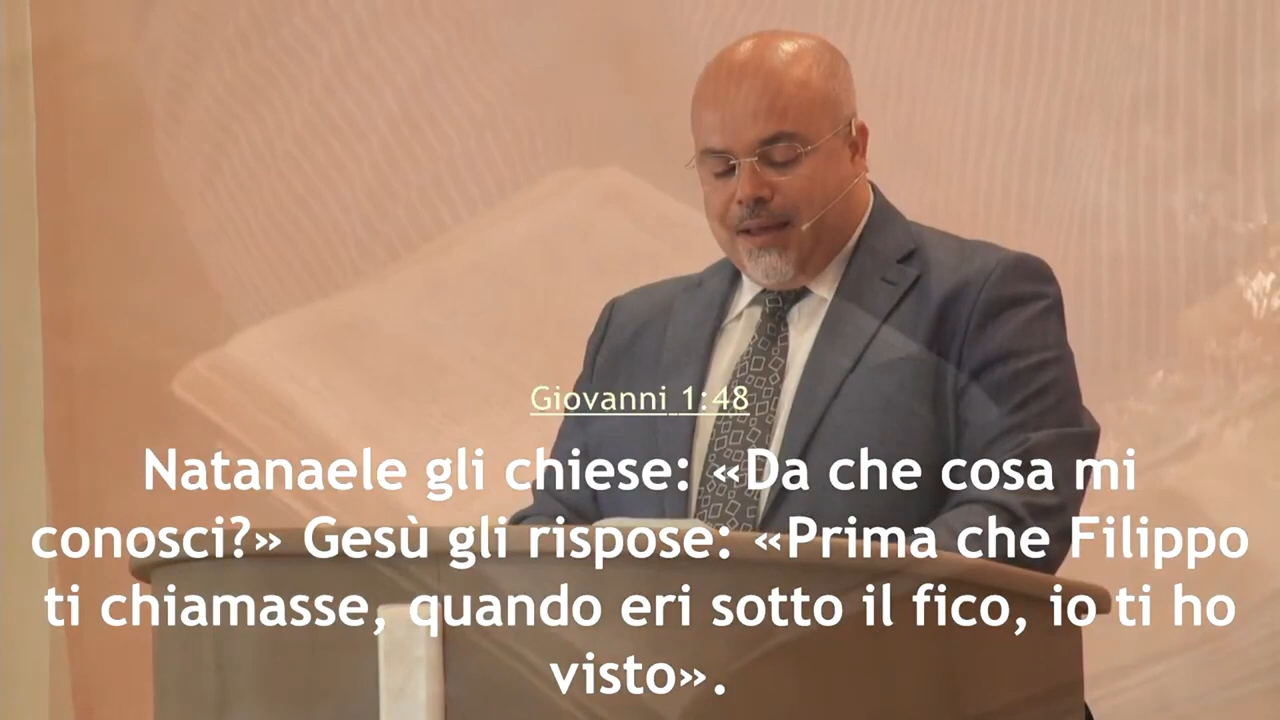 Giovanni 1:48
Natanaele gli chiese: «Da che cosa mi
conosci?» Gesù gli rispose: «Prima che Filippo
ti chiamasse, quando eri sotto il fico, io ti ho
visto».